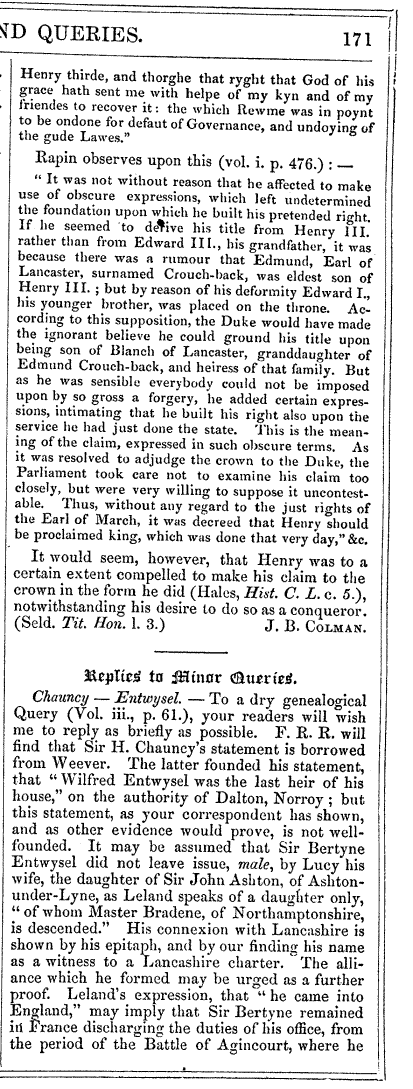 ND QUERIES. 171
Henry thirde, and thorghe that ryght that God of his
grace hath sent me with helpe of my kyn and of my
friendes to recover it: the which Rewme was in poynt
to be ondone for defaut of Governance, and undoying of
the gude Lawes."
Rapin observes upon this (vol. i. p. 476.) : —
" It was not without reason that he affected to make
use of obscure expressions, which left undetermined
the foundation upon which he built his pretended right.
If he seemed to derive his title from Henry III.
rather than from Edward III., his grandfather, it was
because there was a rumour that Edmund, Earl of
Lancaster, surnamed Crouch-back, was eldest son of
Henry III. ; but by reason of his deformity Edward I.,
his younger brother, was placed on the throne. Ac-
cording to this supposition, the Duke would have made
the ignorant believe he could ground his title upon
being son of Blanch of Lancaster, granddaughter of
Edmund Crouch-back, and heiress of that family. But
as he was sensible everybody could not be imposed
upon by so gross a forgery, he added certain expres-
sions, intimating that he built his right also upon the
service he had just done the state. This is the mean-
ing of the claim, expressed in such obscure terms. As
it was resolved to adjudge the crown to the Duke, the
Parliament took care not to examine his claim too
closely, but were very willing to suppose it uncontest-
able. Thus, without any regard to the just rights of
the Earl of March, it was decreed that Henry should
be proclaimed king, which was done that very day," &c.
It would seem, however, that Henry was to a
certain extent compelled to make his claim to the
crown in the form he did (Hales, Hist. C. L. c. 5.),
notwithstanding his desire to do so as a conqueror.
(Seld. Tit. Hon. l. 3.) J. B. COLMAN.
Replies to Minor Queries.
Chauncy — Entwysel. — To a dry genealogical
Query (Vol. iii., p. 61.), your readers will wish
me to reply as briefly as possible. F. R. R. will
find that Sir H. Chauncy's statement is borrowed
from Weever. The latter founded his statement,
that " Wilfred Entwysel was the last heir of his
house," on the authority of Dalton, Norroy ; but
this statement, as your correspondent has shown,
and as other evidence would prove, is not well-
founded. It may be assumed that Sir Bertyne
Entwysel did not leave issue, male, by Lucy his
wife, the daughter of Sir John Ashton, of Ashton-
under-Lyne, as Leland speaks of a daughter only,
" of whom Master Bradene, of Northamptonshire,
is descended." His connexion with Lancashire is
shown by his epitaph, and by our finding his name
as a witness to a Lancashire charter. The alli-
ance which he formed may be urged as a further
proof. Leland's expression, that " he came into
England," may imply that Sir Bertyne remained
in France discharging the duties of his office, from
the period of the Battle of Agincourt, where he